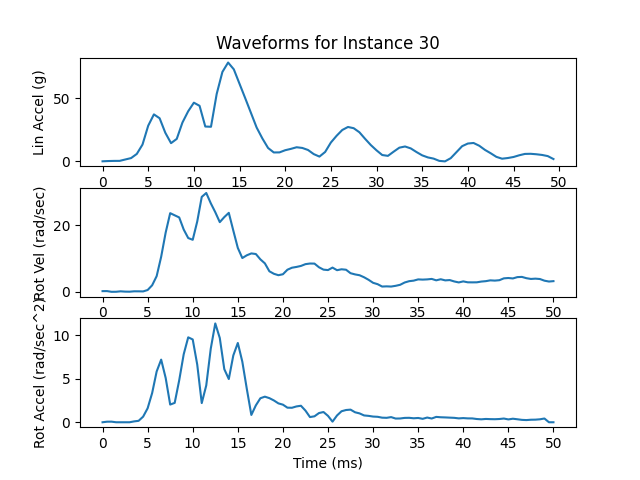 Waveforms for Instance 30
Lin Accel (g)
50
0
0 5 10 15 20 25 30 35 40 45 50
Rot Vel (rad/sec)
20
0
0 5 10 15 20 25 30 35 40 45 50
Rot Accel (rad/sec^2)
10
5
0
0 5 10 15 20 25 30 35 40 45 50
Time (ms)